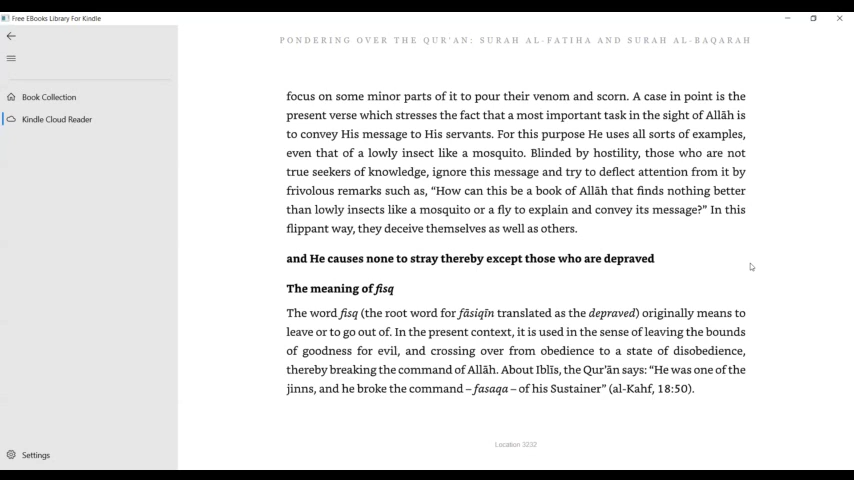 Free EBooks Library For Kindle
PONDERING OVER THE QUR'AN: SURAH AL-FATIHA AND SURAH AL-BAQARAH
Book Collection
Kindle Cloud Reader
focus on some minor parts of it to pour their venom and scorn. A case in point is the
present verse which stresses the fact that a most important task in the sight of Allāh is
to convey His message to His servants. For this purpose He uses all sorts of examples,
even that of a lowly insect like a mosquito. Blinded by hostility, those who are not
true seekers of knowledge, ignore this message and try to deflect attention from it by
frivolous remarks such as, “How can this be a book of Allāh that finds nothing better
than lowly insects like a mosquito or a fly to explain and convey its message?” In this
flippant way, they deceive themselves as well as others.
and He causes none to stray thereby except those who are depraved
The meaning of fisq
The word fisq (the root word for fāsiqīn translated as the depraved) originally means to
leave or to go out of. In the present context, it is used in the sense of leaving the bounds
of goodness for evil, and crossing over from obedience to a state of disobedience,
thereby breaking the command of Allāh. About Iblīs, the Qur’ān says: “He was one of the
jinns, and he broke the command – fasaqa – of his Sustainer” (al-Kahf, 18:50).
Location 3232
Settings